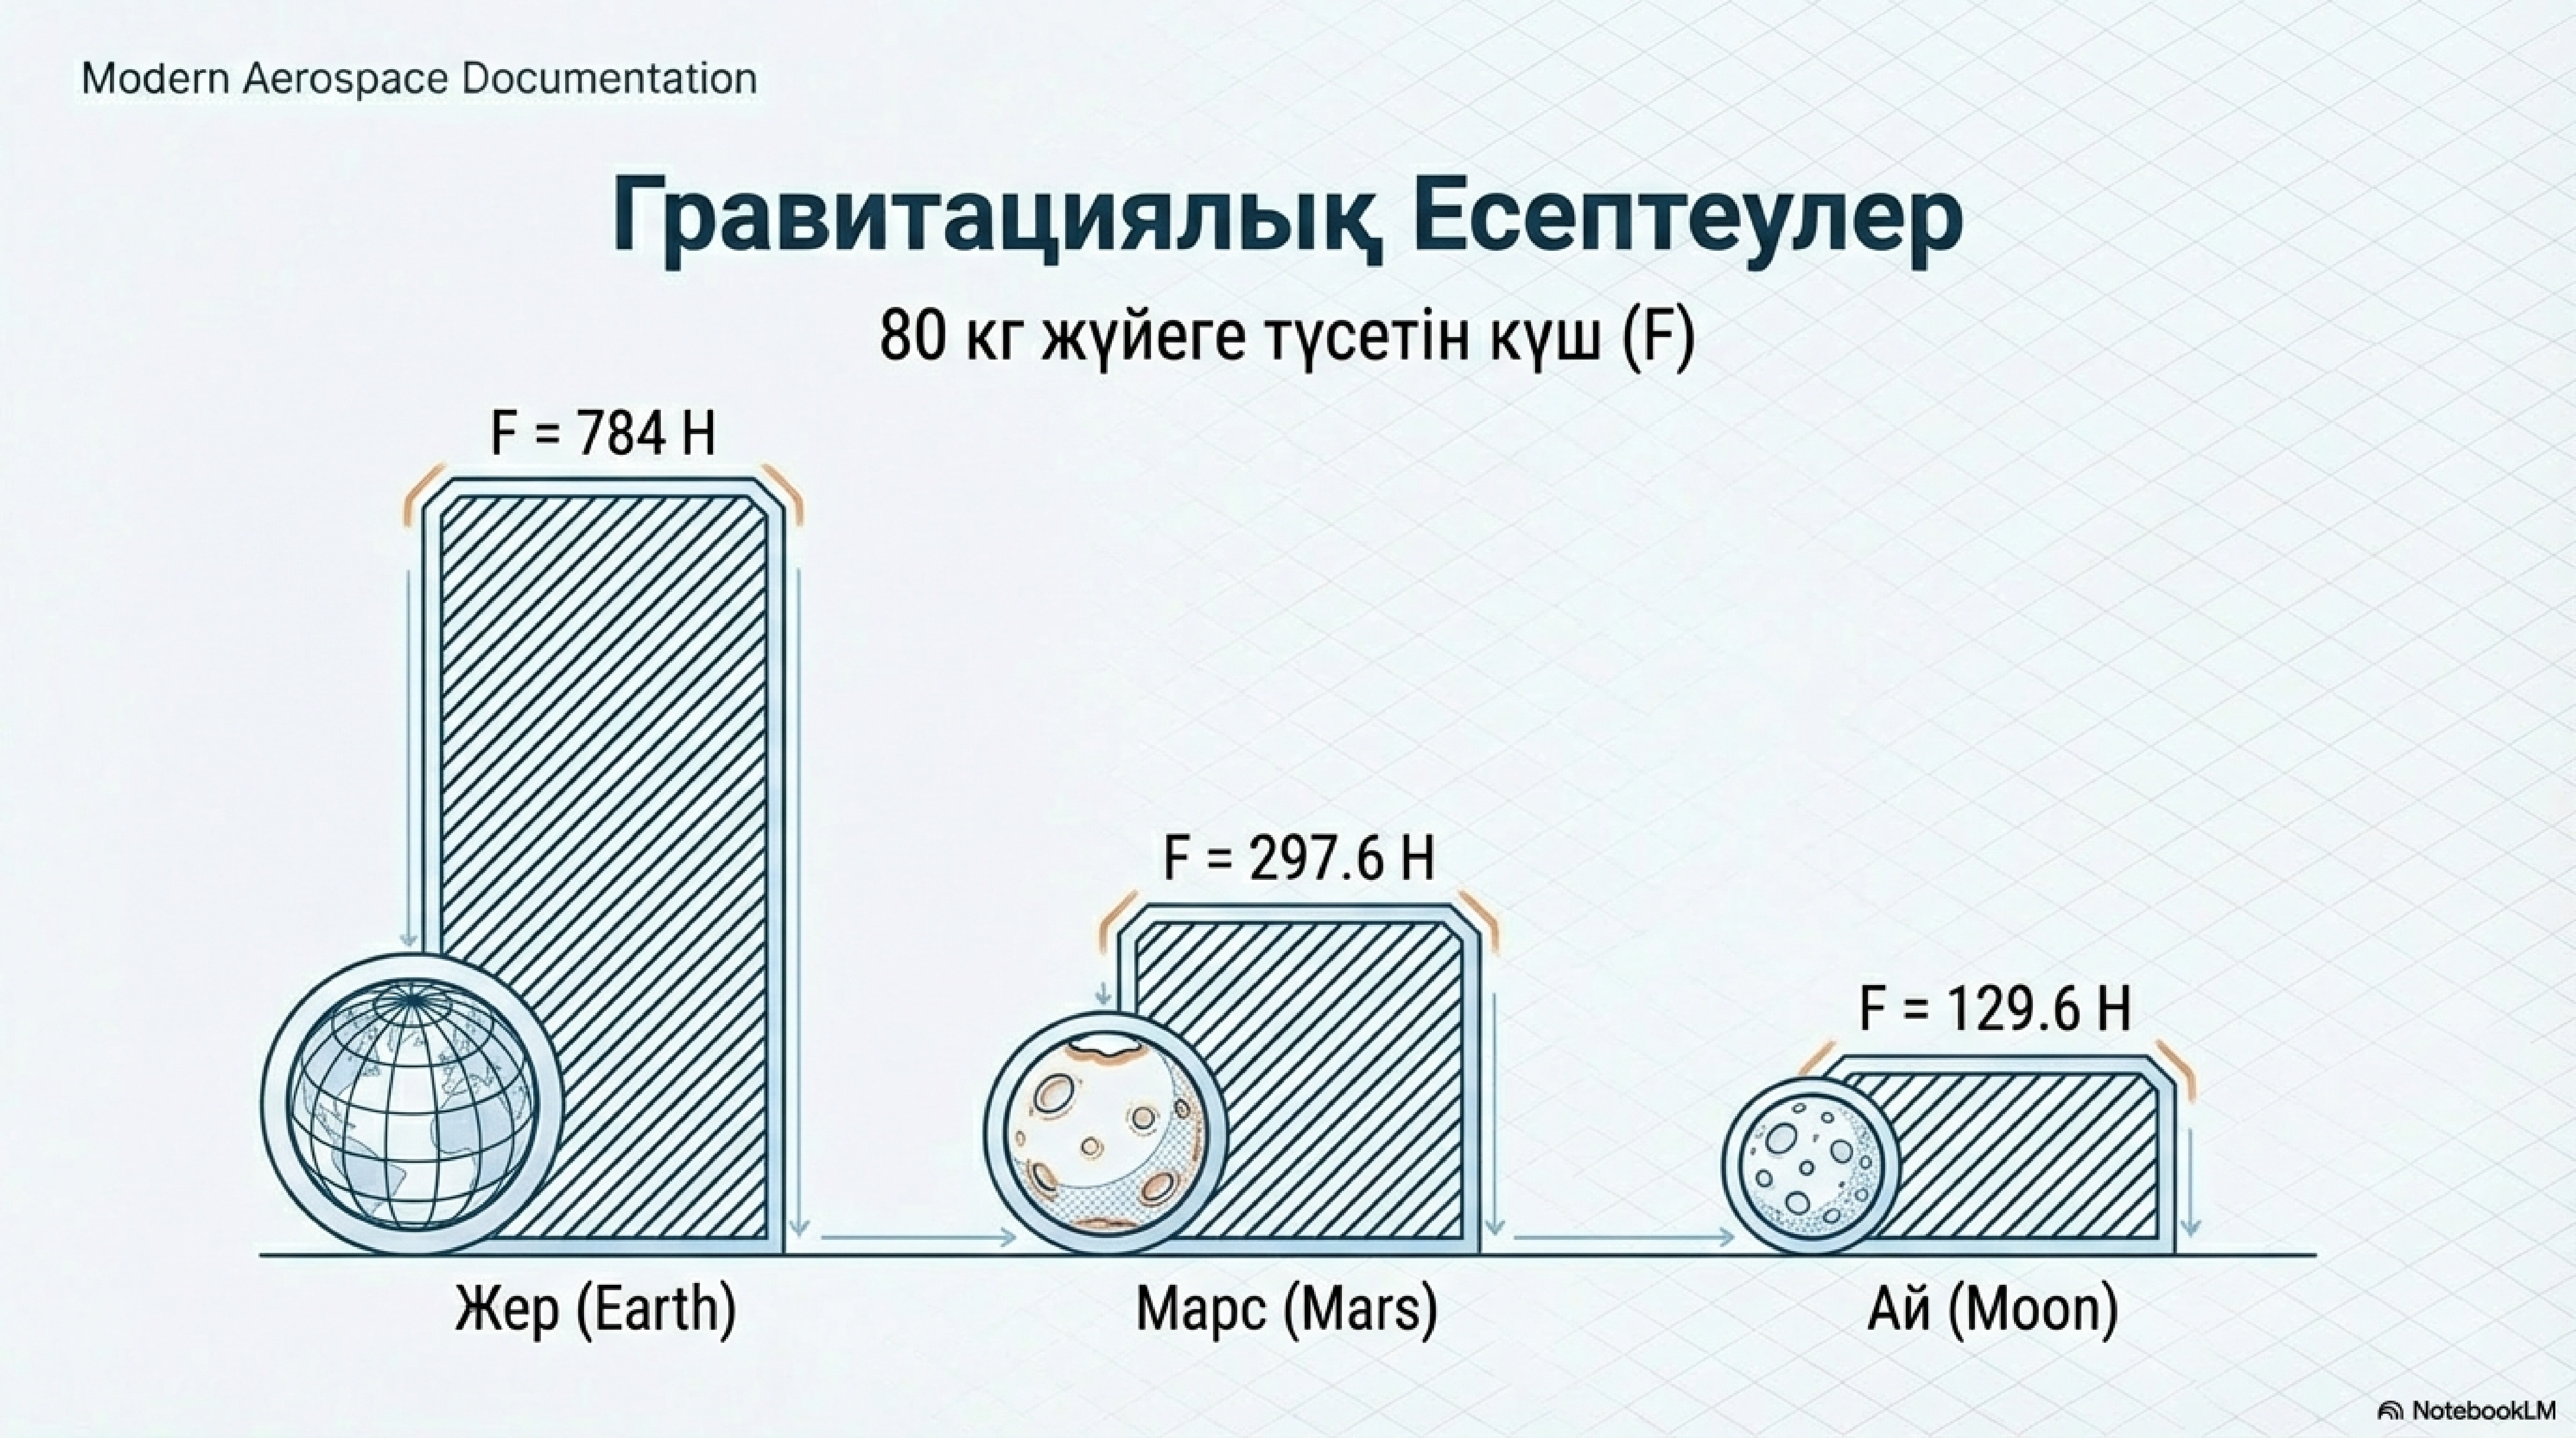 Modern Aerospace Documentation
Гравитациялық Есептеулер
80 кг жүйеге түсетін күш (F)
F = 784 Н
F = 297.6 Н
F = 129.6 Н
Жер (Earth)
Марс (Mars)
Ай (Moon)
NotebookLM